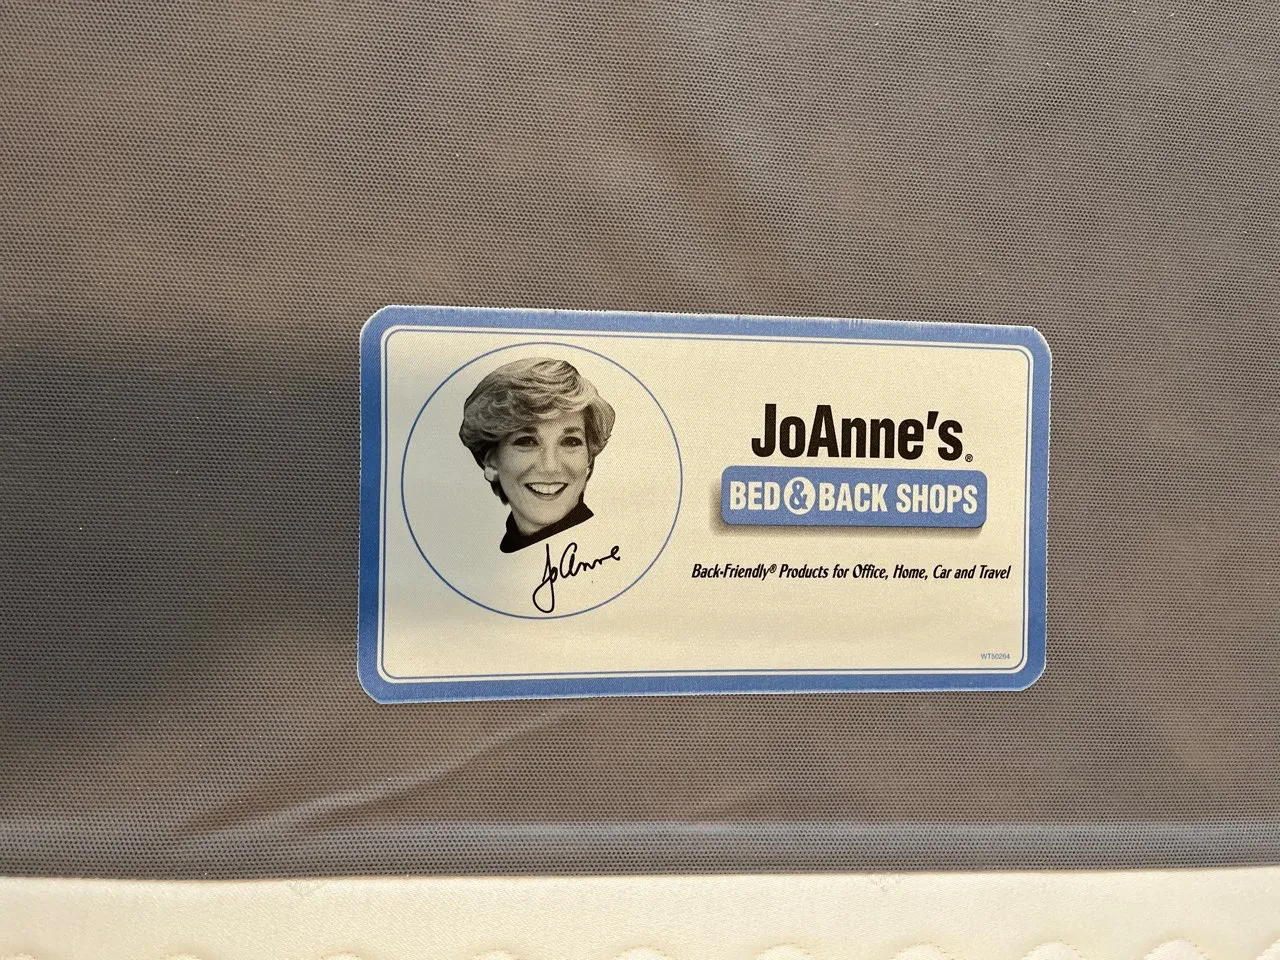 JoAnne's®
BED & BACK SHOPS
JoAnne
Back-Friendly® Products for Office, Home, Car and Travel
WT50264